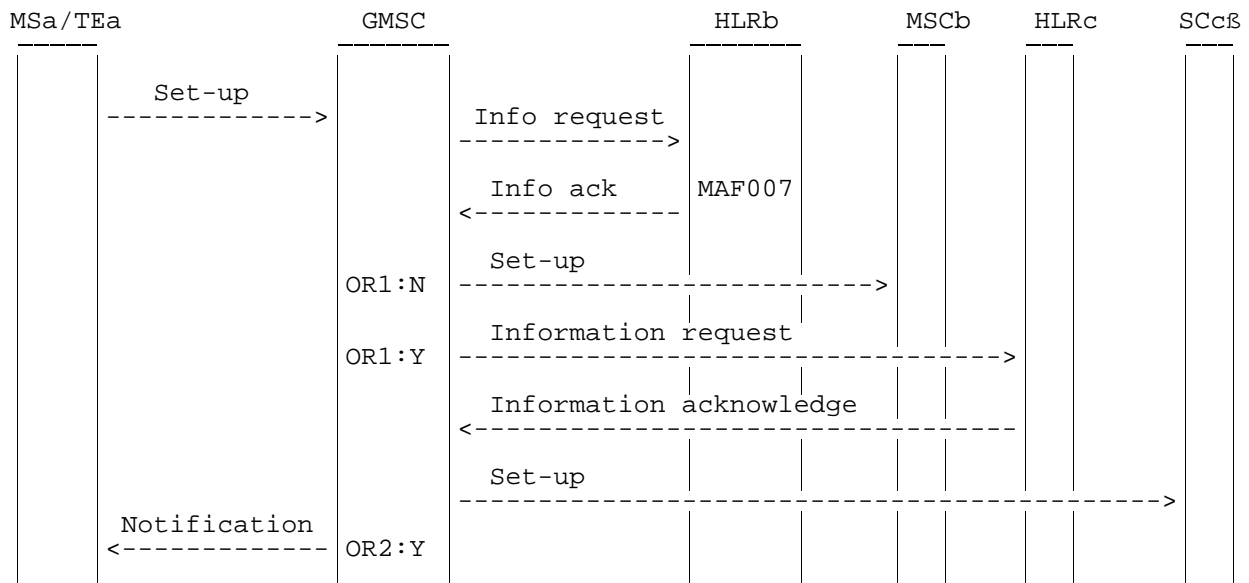 MSa/TEa GMSC HLRb MSCb HLRc SCcß
Set-up
Info request
Info ack MAF007
Set-up
OR1:N
Information request
OR1:Y
Information acknowledge
Set-up
Notification
OR2:Y